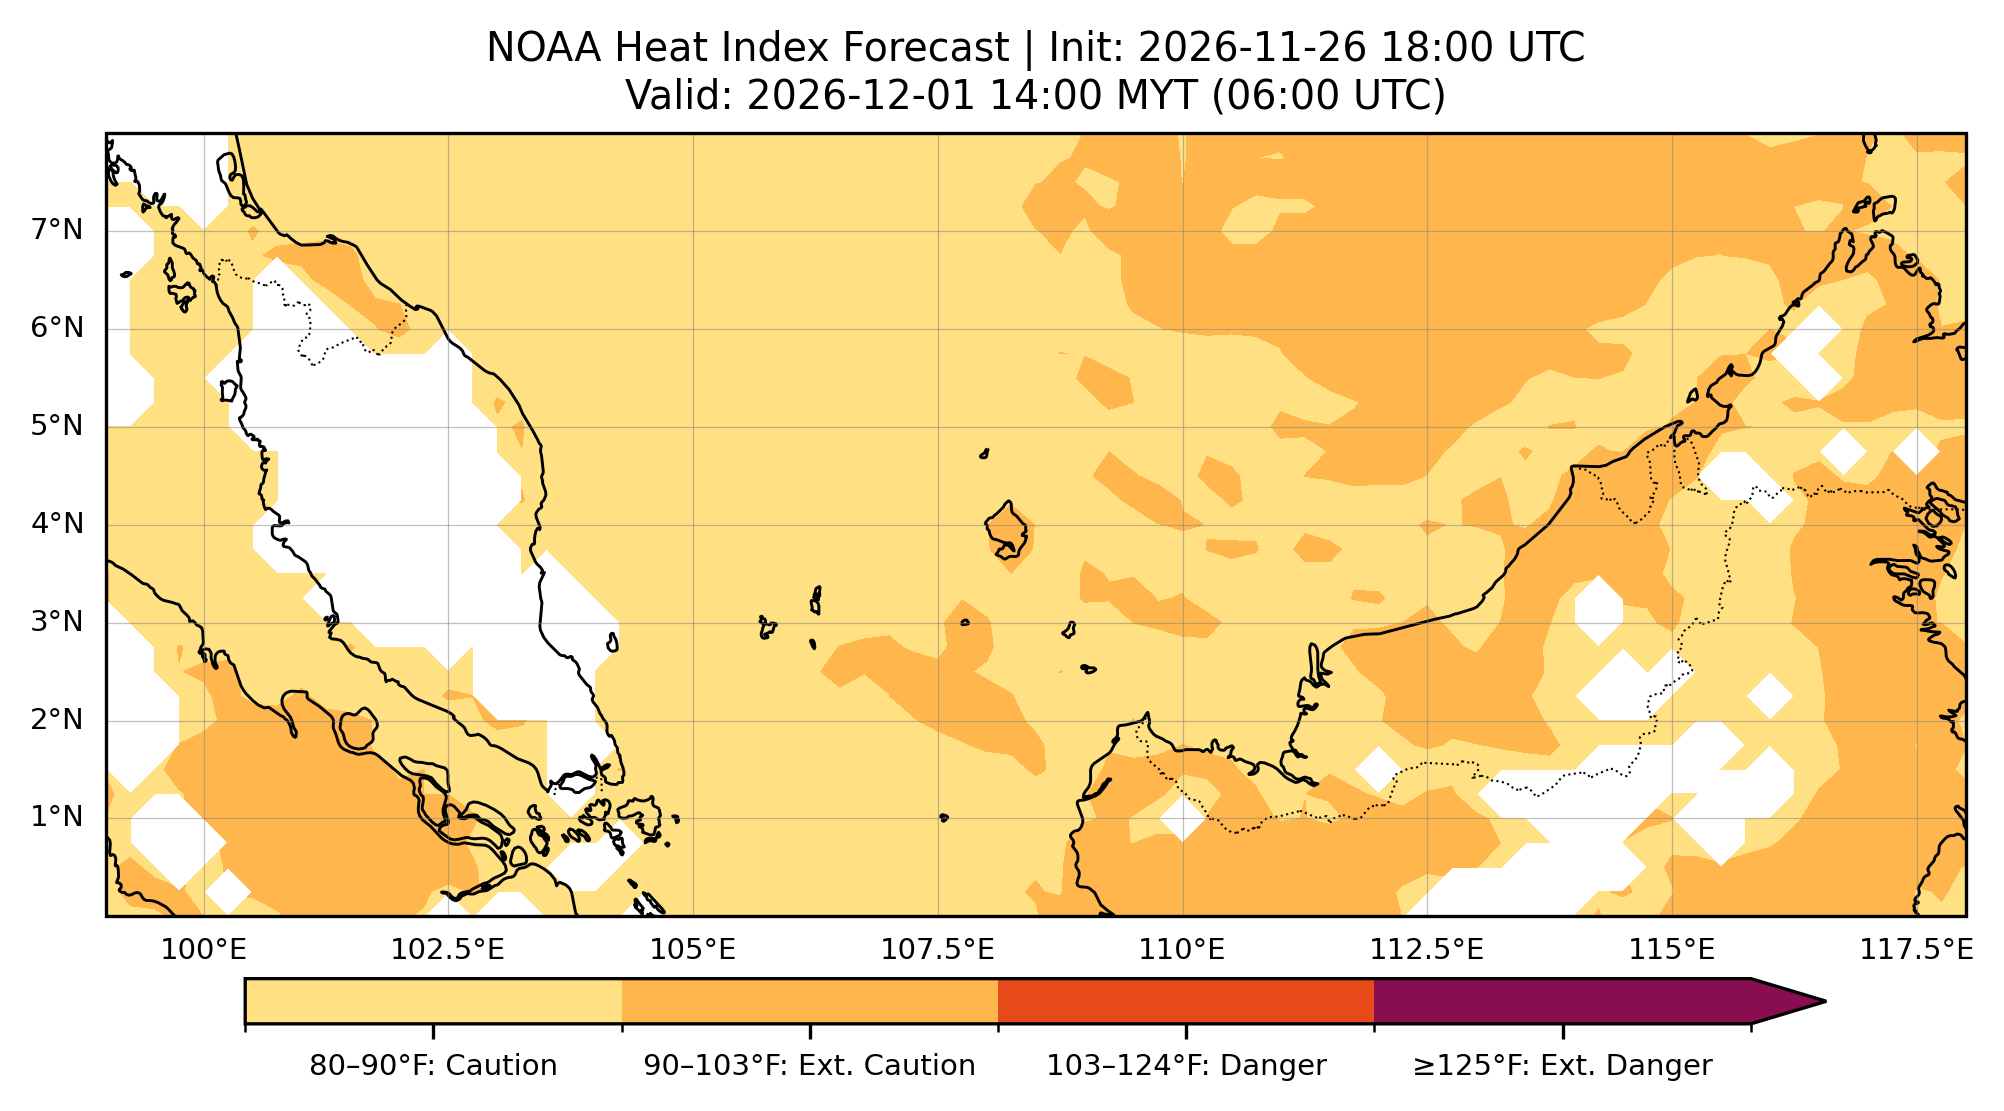 NOAA Heat Index Forecast | Init: 2026-11-26 18:00 UTC
Valid: 2026-12-01 14:00 MYT (06:00 UTC)
7°N
6°N
5°N
4°N
3°N
2°N
1°N
100°E
102.5°E
105°E
107.5°E
110°E
112.5°E
115°E
117.5°E
80–90°F: Caution
90–103°F: Ext. Caution
103–124°F: Danger
≥125°F: Ext. Danger